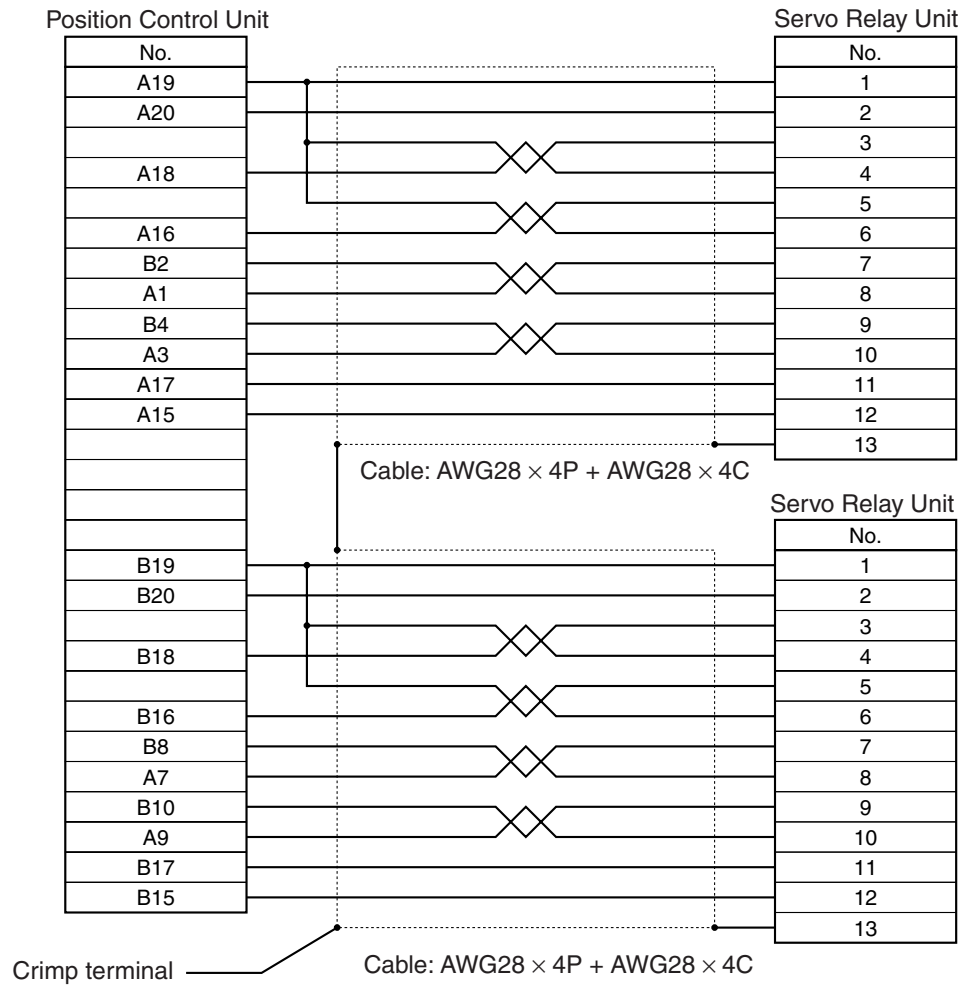 Position Control Unit
Servo Relay Unit
No.
No.
A19
1
A20
2
3
A18
4
5
A16
6
B2
7
A1
8
B4
9
A3
10
A17
11
A15
12
13
Cable: AWG28 × 4P + AWG28 × 4C
Servo Relay Unit
No.
B19
1
B20
2
3
B18
4
5
B16
6
B8
7
A7
8
B10
9
A9
10
B17
11
B15
12
13
Crimp terminal
Cable: AWG28 × 4P + AWG28 × 4C